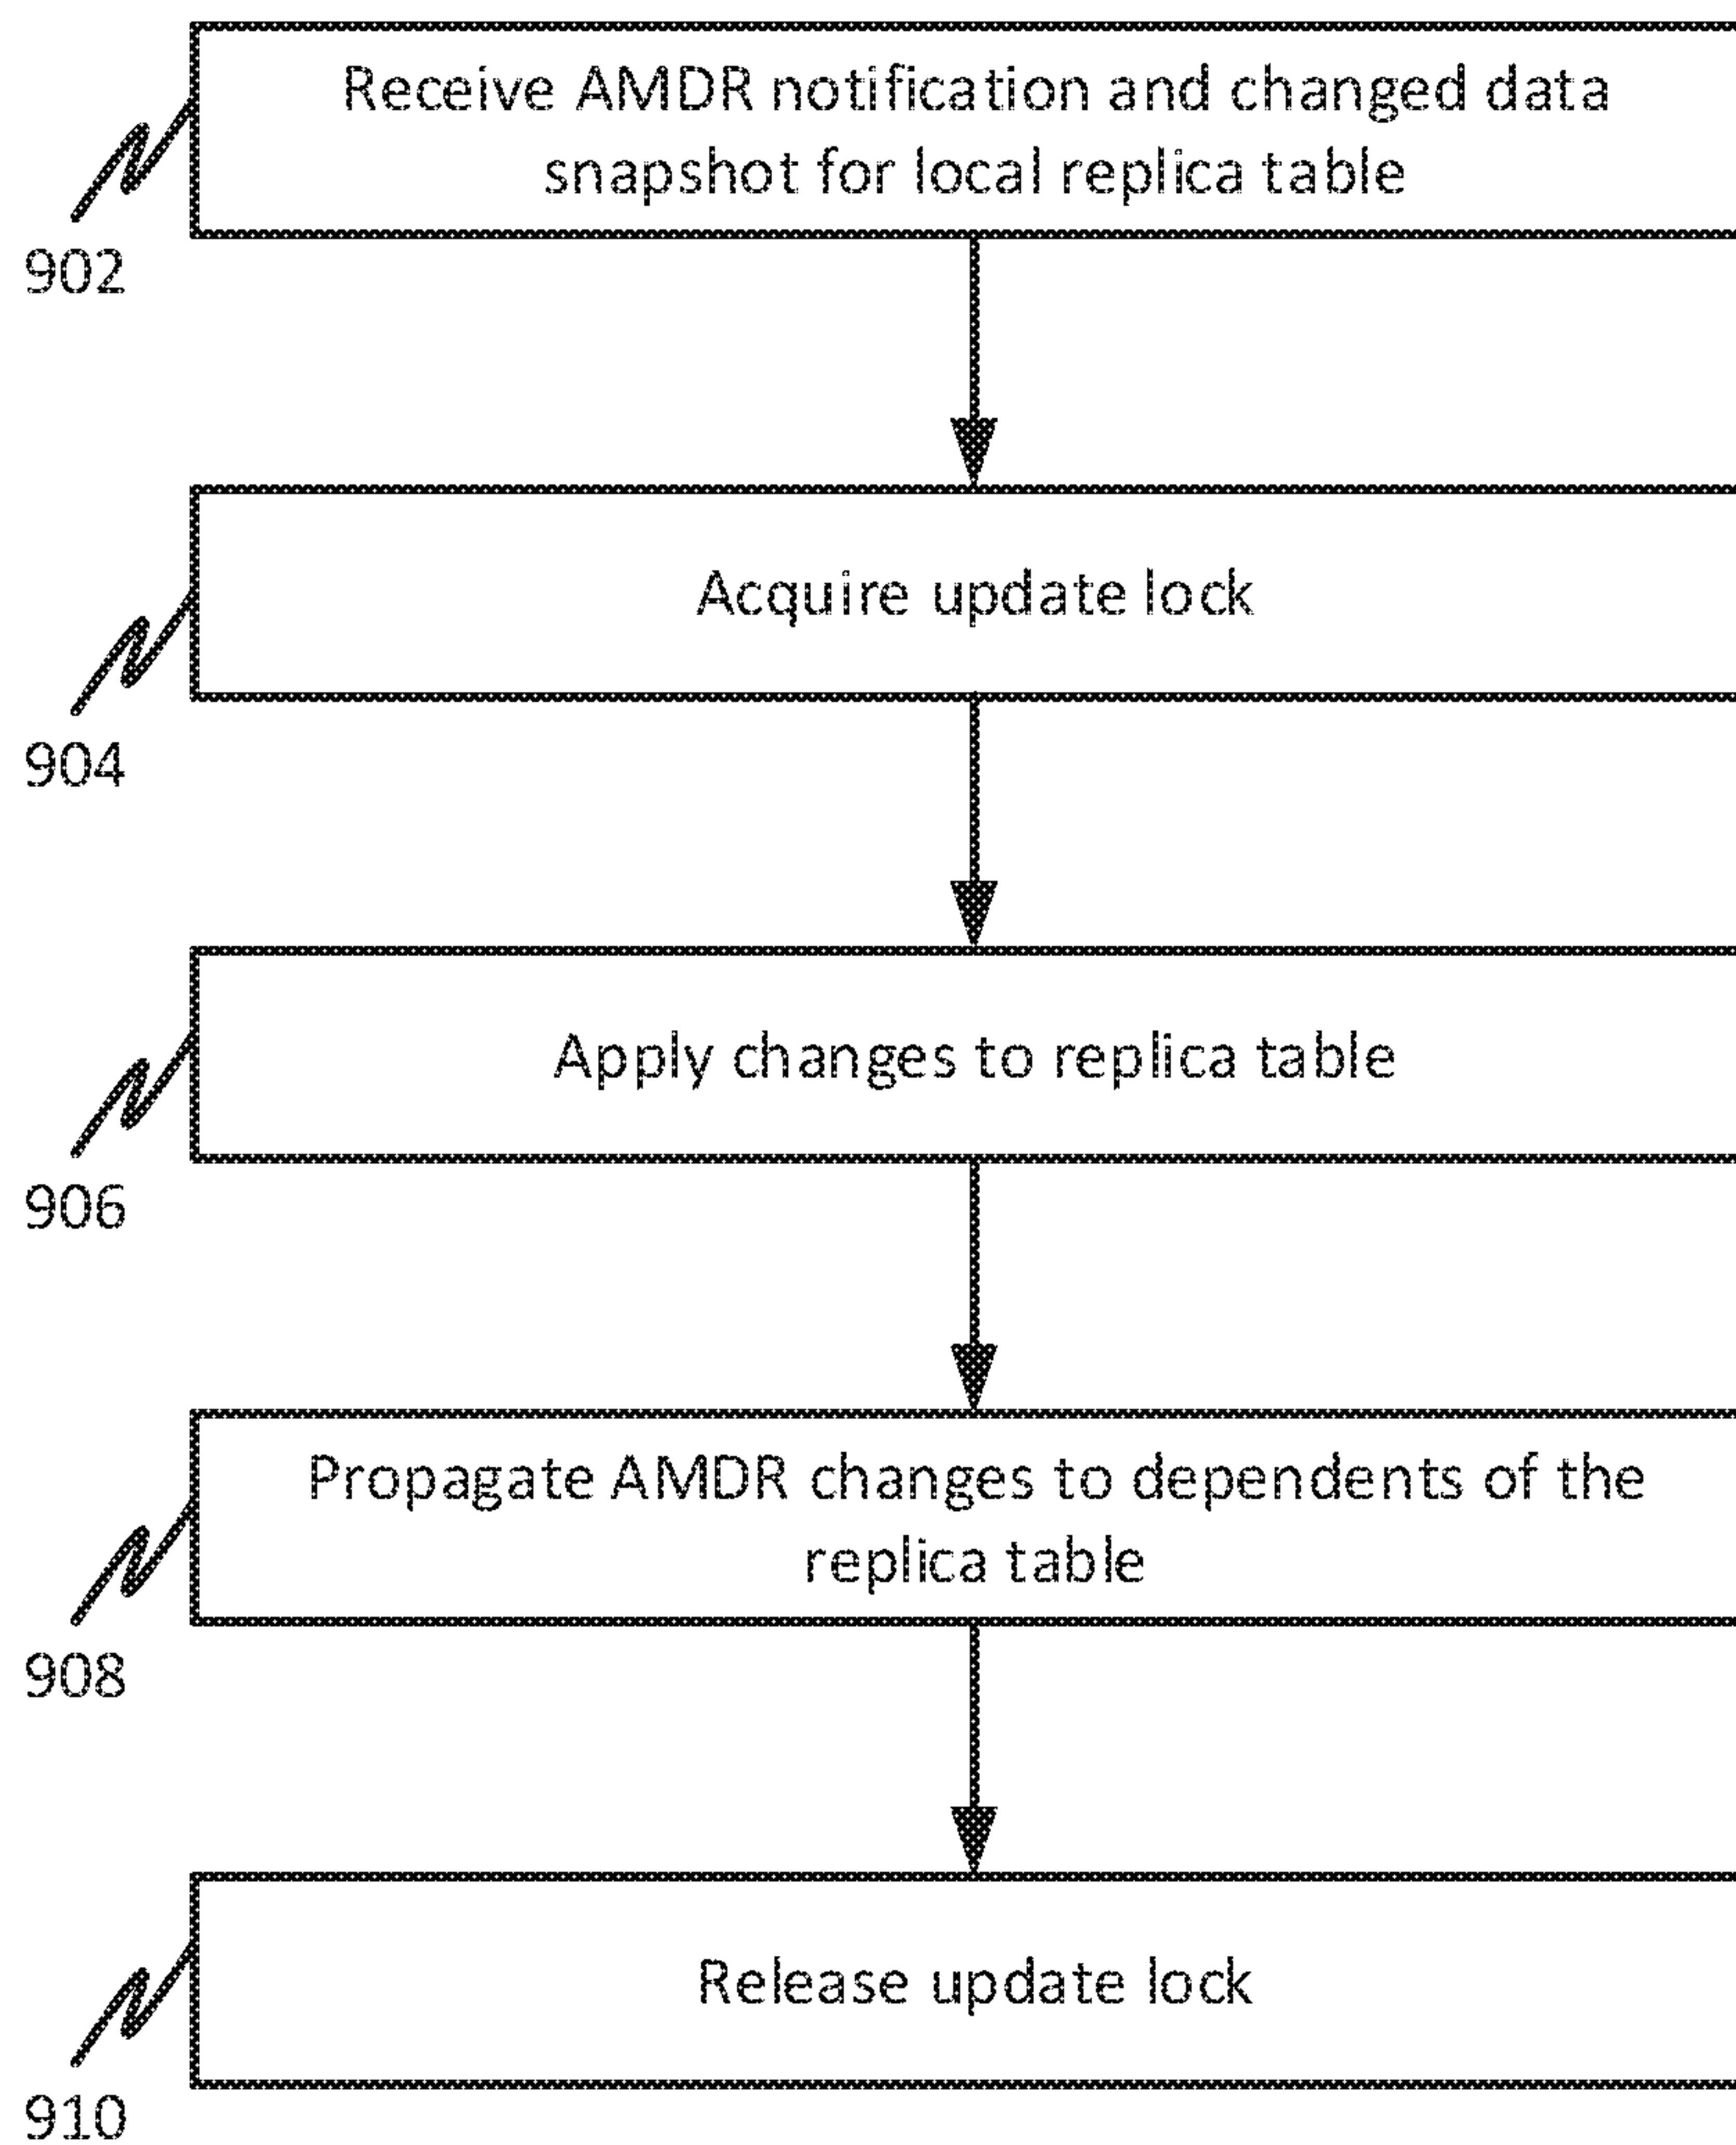 Receive AMDR notification and changed data
snapshot for local replica table
902
Acquire update lock
904
Apply changes to replica table
906
Propagate AMDR changes to dependents of the
replica table
908
Release update lock
910